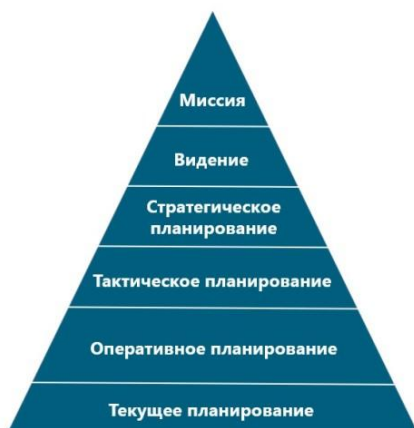 Миссия
Видение
Стратегическое
планирование
Тактическое планирование
Оперативное планирование
Текущее планирование